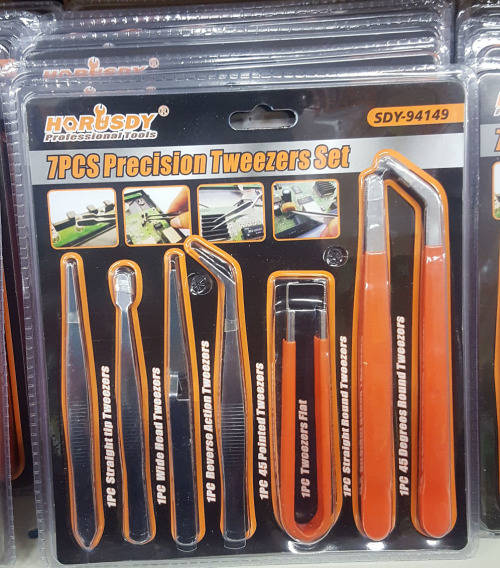 HORUSDY®
Professional Tools
SDY-94149
7PCS Precision Tweezers Set
1PC Straight tip Tweezers
1PC Wide Head Tweezers
1PC Reverse Action Tweezers
1PC 45 Pointed Tweezers
1PC Tweezers Flat
1PC Straight Round Tweezers
1PC 45 Degrees Round Tweezers
7